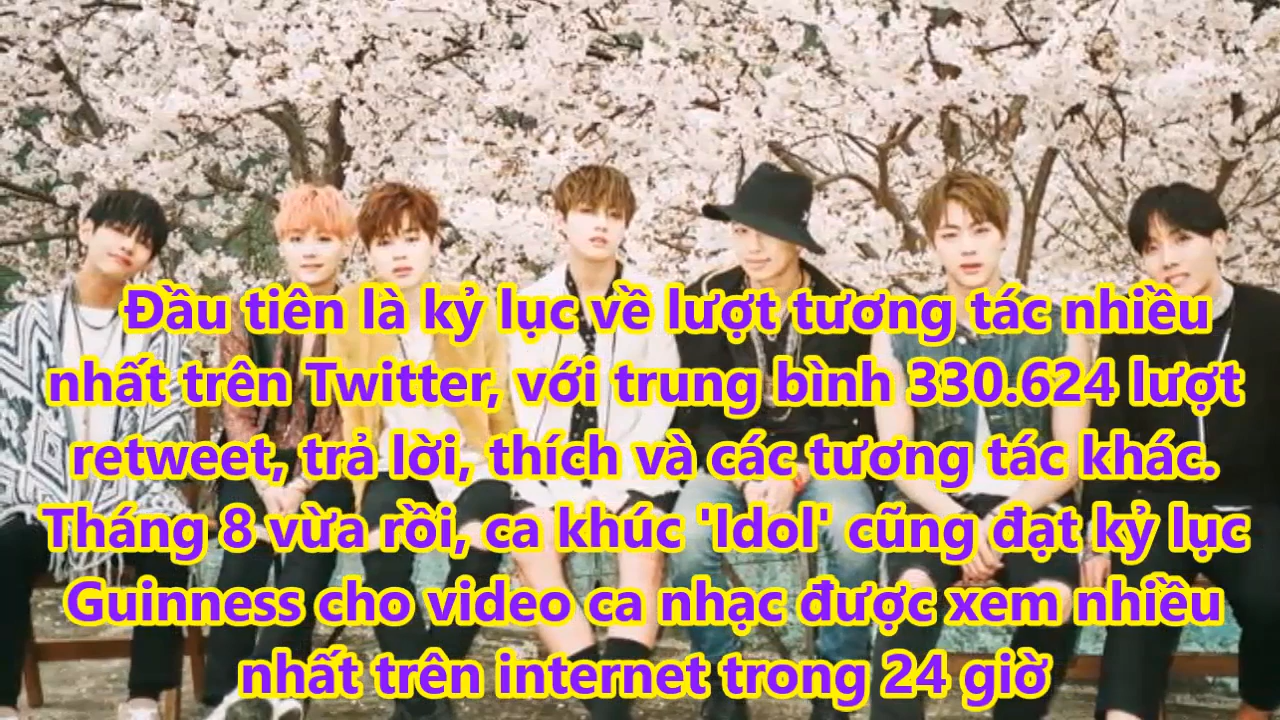 Đầu tiên là kỷ lục về lượt tương tác nhiều
nhất trên Twitter, với trung bình 330.624 lượt
retweet, trả lời, thích và các tương tác khác.
Tháng 8 vừa rồi, ca khúc 'Idol' cũng đạt kỷ lục
Guinness cho video ca nhạc được xem nhiều
nhất trên internet trong 24 giờ